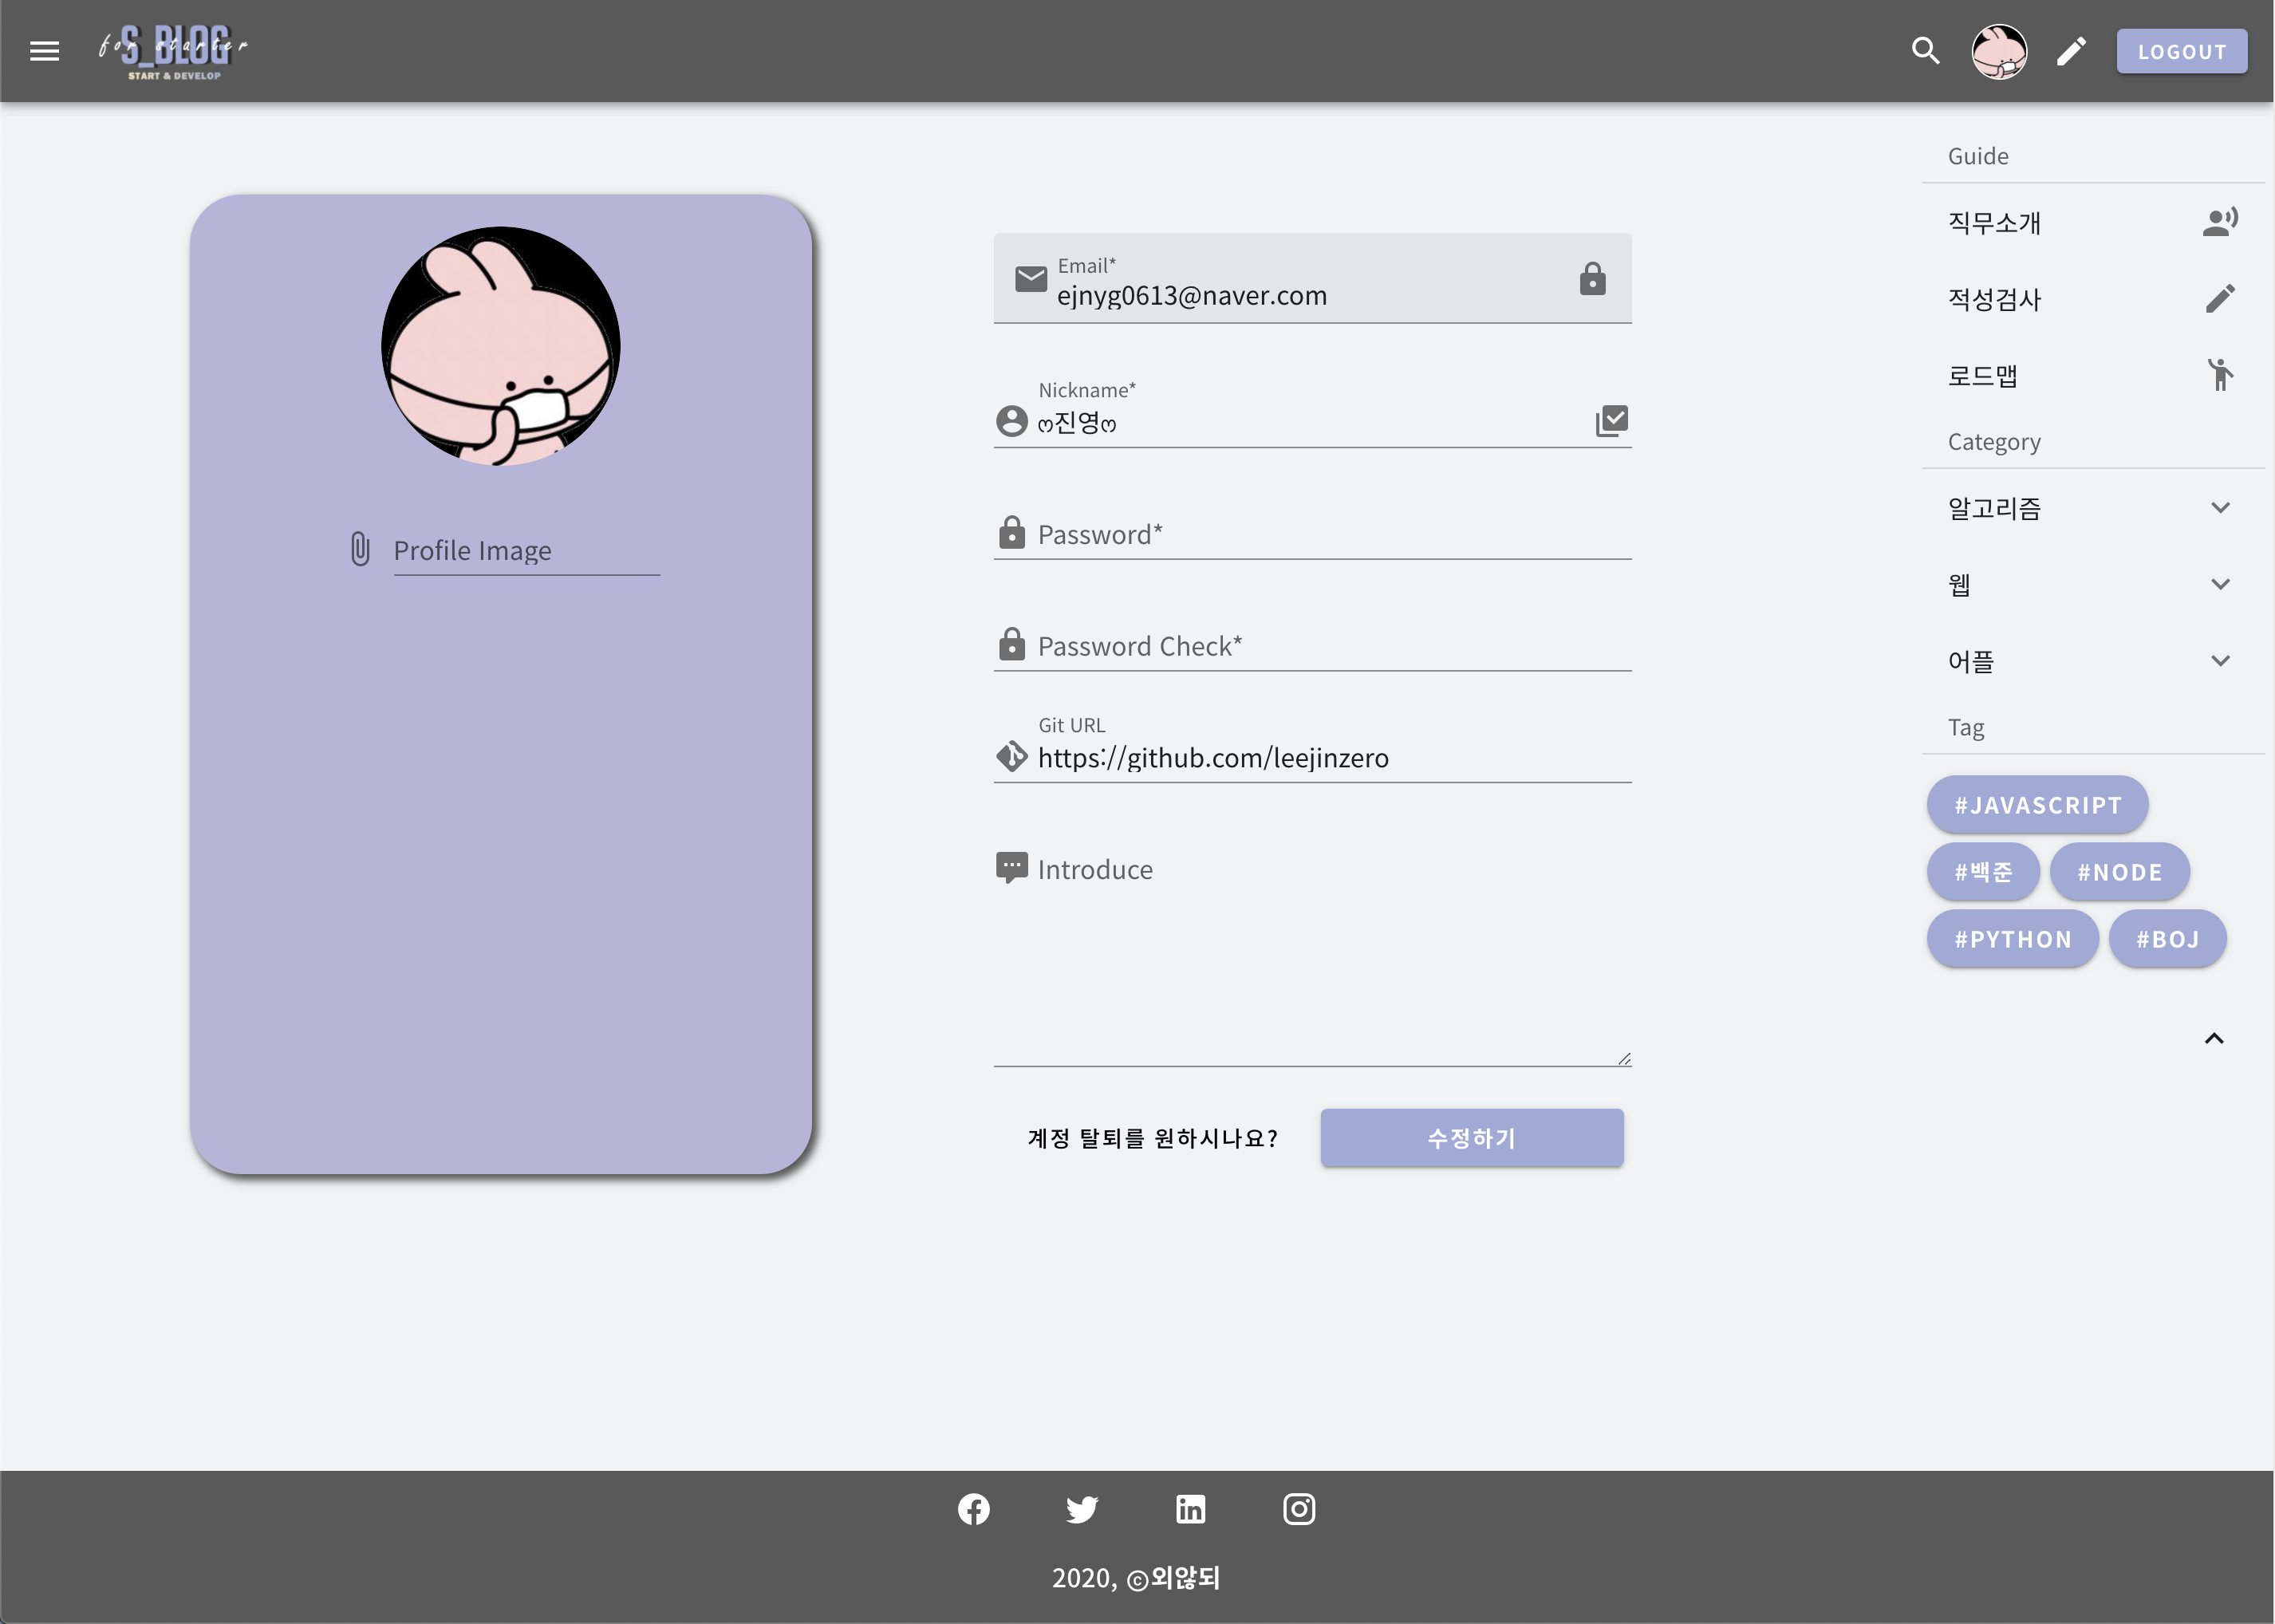 for starter
S_BLOG
START & DEVELOP
LOGOUT
Profile Image
Email*
ejnyg0613@naver.com
Nickname*
ෆ진영ෆ
Password*
Password Check*
Git URL
https://github.com/leejinzero
Introduce
계정 탈퇴를 원하시나요?
수정하기
Guide
직무소개
적성검사
로드맵
Category
알고리즘
웹
어플
Tag
#JAVASCRIPT
#백준 #NODE
#PYTHON #BOJ
2020, ©외않되